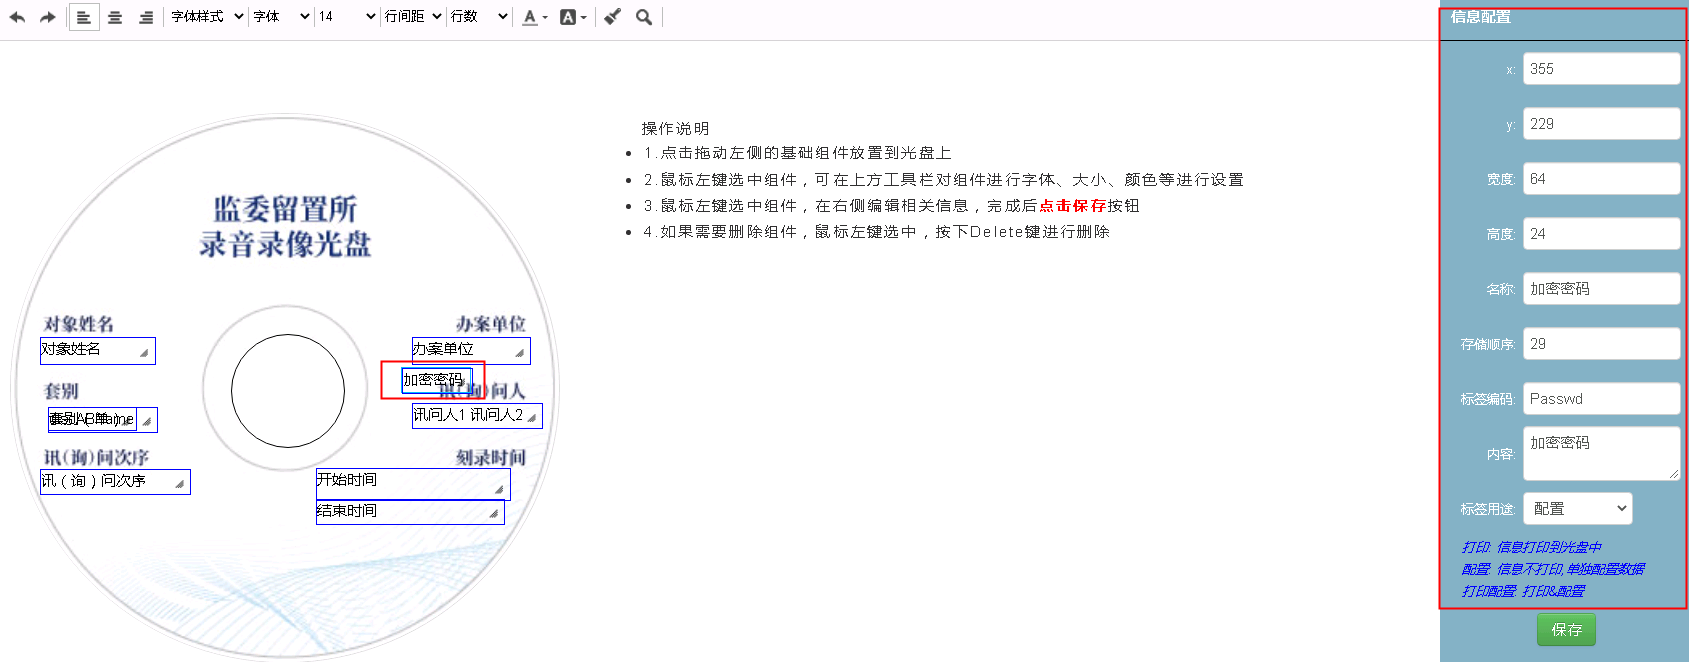 字体样式 字体 14 行间距 行数 A A
信息配置
x: 355
y: 229
宽度: 64
高度: 24
名称: 加密密码
存储顺序: 29
标签编码: Passwd
内容: 加密密码
标签用途: 配置
打印: 信息打印到光盘中
配置: 信息不打印,单独配置数据
打印配置: 打印&配置
保存
操作说明
1.点击拖动左侧的基础组件放置到光盘上
2.鼠标左键选中组件，可在上方工具栏对组件进行字体、大小、颜色等进行设置
3.鼠标左键选中组件，在右侧编辑相关信息，完成后点击保存按钮
4.如果需要删除组件，鼠标左键选中，按下Delete键进行删除
监委留置所
录音录像光盘
对象姓名
对象姓名
套别
讯(询)问次序
讯（询）问次序
办案单位
办案单位
加密密码
讯(询)问人
讯问人1 讯问人2
刻录时间
开始时间
结束时间